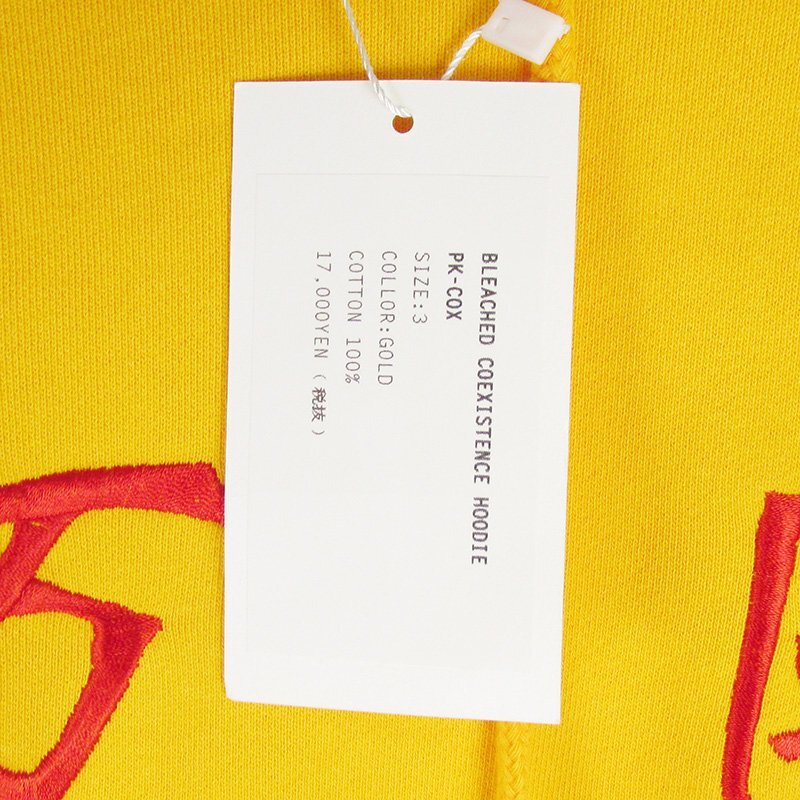 BLEACHED COEXISTENCE HOODIE
PK-COX
SIZE:3
COLLOR:GOLD
COTTON 100%
17,000YEN (税抜)